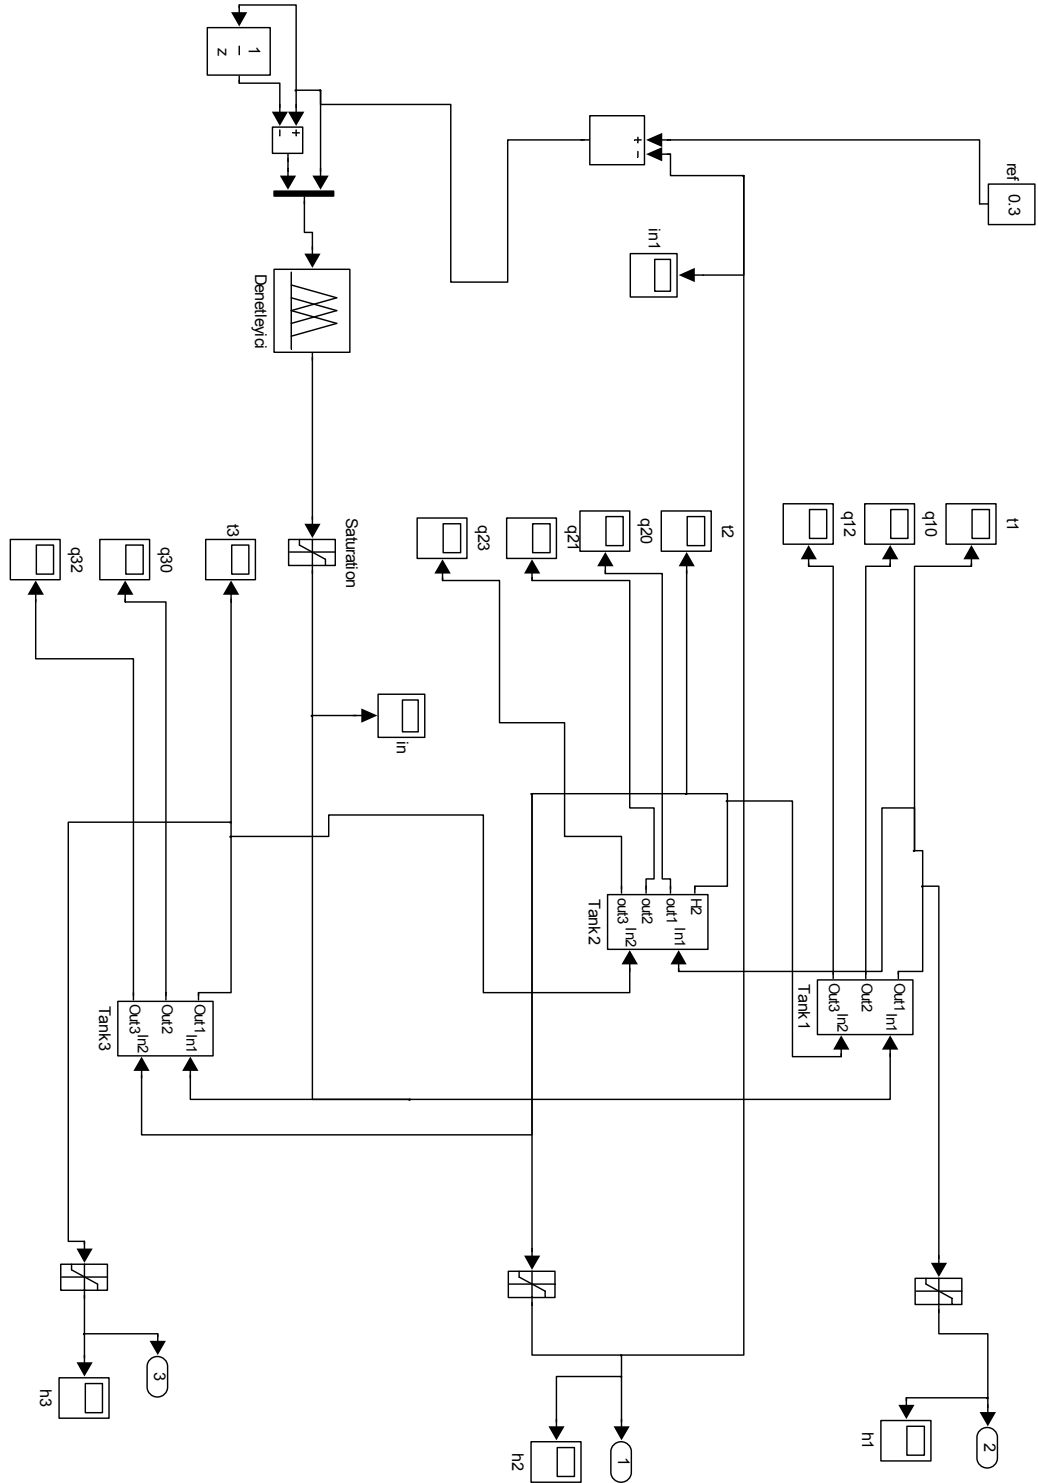 ref
0.3
t1
q10
q12
2
h1
In1
Out1
Out2
In2
Out3
Tank1
in1
+
-
t2
q20
q21
q23
H2
In1
out1
out2
In2
out3
Tank2
1
h2
in
Saturation
Denetleyici
+
-
1
z
t3
q30
q32
In1
Out1
Out2
In2
Out3
Tank3
3
h3